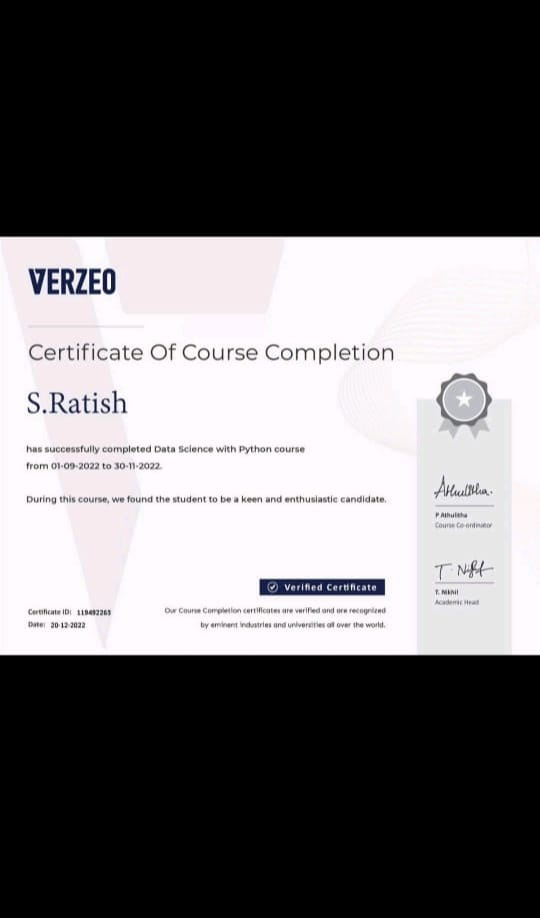 VERZEO
Certificate Of Course Completion
S.Ratish
has successfully completed Data Science with Python course
from 01-09-2022 to 30-11-2022.
During this course, we found the student to be a keen and enthusiastic candidate.
P Athulitha
Course Co-ordinator
T. Nikhil
Academic Head
Verified Certificate
Certificate ID: 119492263
Date: 20-12-2022
Our Course Completion certificates are verified and are recognized
by eminent industries and universities all over the world.